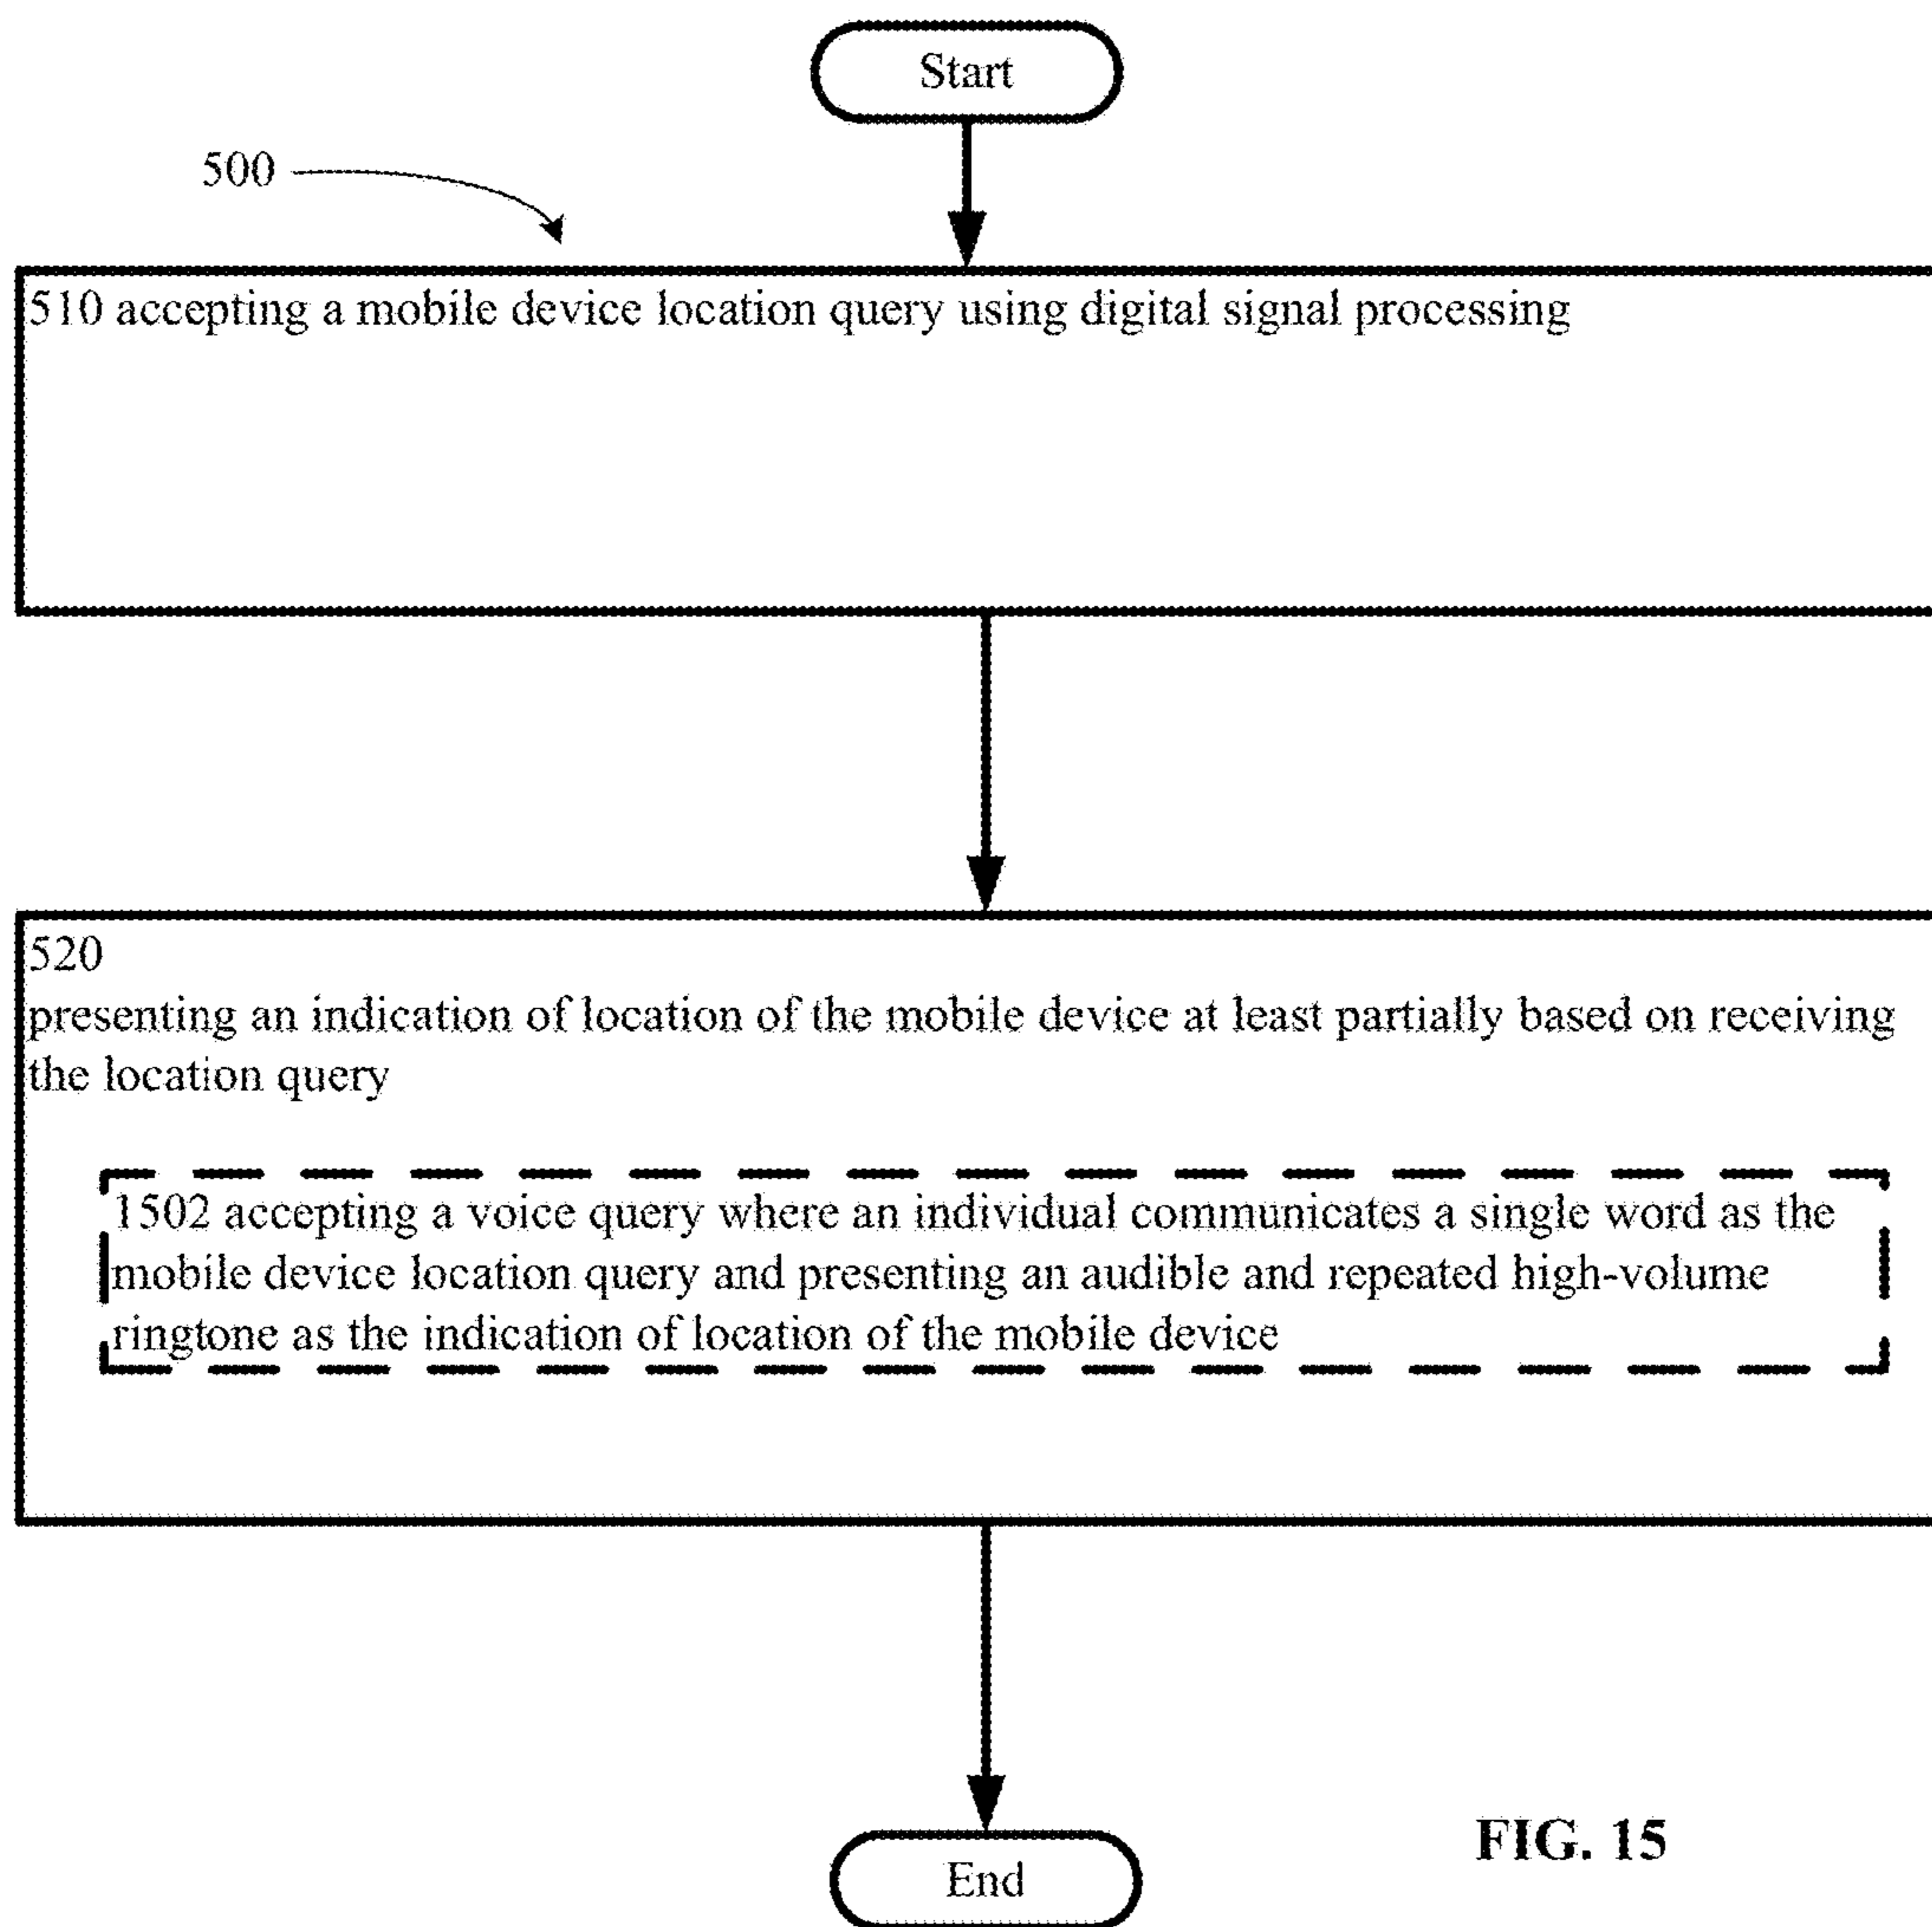 Start
500
510 accepting a mobile device location query using digital signal processing
520
presenting an indication of location of the mobile device at least partially based on receiving
the location query
1502 accepting a voice query where an individual communicates a single word as the
mobile device location query and presenting an audible and repeated high-volume
ringtone as the indication of location of the mobile device
End
FIG. 15